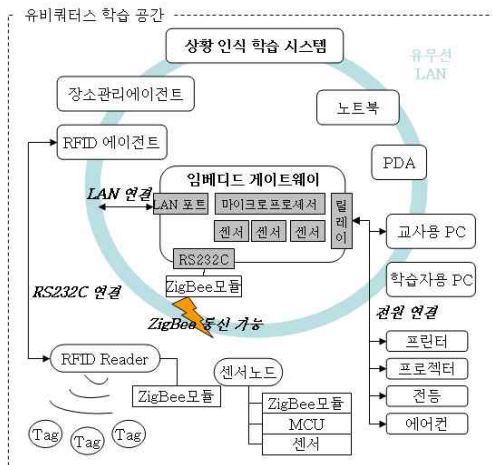 유비쿼터스 학습 공간
상황 인식 학습 시스템
유무선
LAN
장소관리에이전트
노트북
RFID 에이전트
PDA
임베디드 게이트웨이
LAN 연결
LAN 포트
마이크로프로세서
릴레이
센서
센서
센서
교사용 PC
RS232C
학습자용 PC
ZigBee모듈
RS232C 연결
전원 연결
ZigBee 통신 가능
프린터
RFID Reader
센서노드
프로젝터
ZigBee모듈
ZigBee모듈
전등
MCU
에어컨
센서
Tag
Tag
Tag